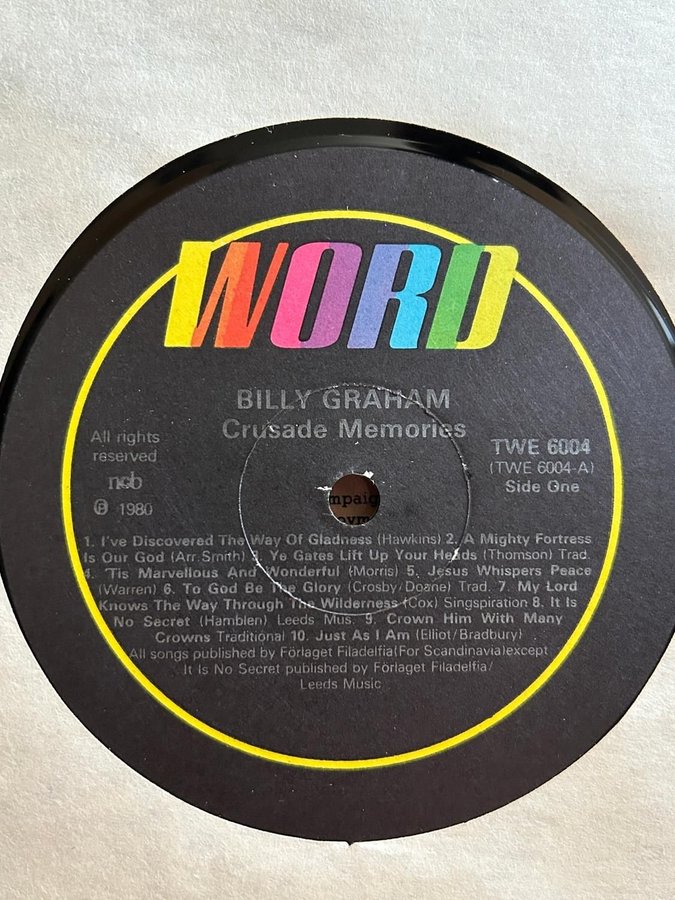 WORD
BILLY GRAHAM
Crusade Memories
All rights
reserved
ncb
Ⓟ 1980
TWE 6004
(TWE 6004-A)
Side One
mpaig
1. I've Discovered The Way Of Gladness (Hawkins) 2. A Mighty Fortress
Is Our God (Arr. Smith) 3. Ye Gates Lift Up Your Heads (Thomson) Trad.
4. 'Tis Marvellous And Wonderful (Morris) 5. Jesus Whispers Peace
(Warren) 6. To God Be The Glory (Crosby/Doane) Trad. 7. My Lord
Knows The Way Through The Wilderness (Cox) Singspiration 8. It Is
No Secret (Hamblen) Leeds Mus. 9. Crown Him With Many
Crowns Traditional 10. Just As I Am (Elliot/Bradbury)
All songs published by Förlaget Filadelfia(For Scandinavia)except
It Is No Secret published by Förlaget Filadelfia/
Leeds Music